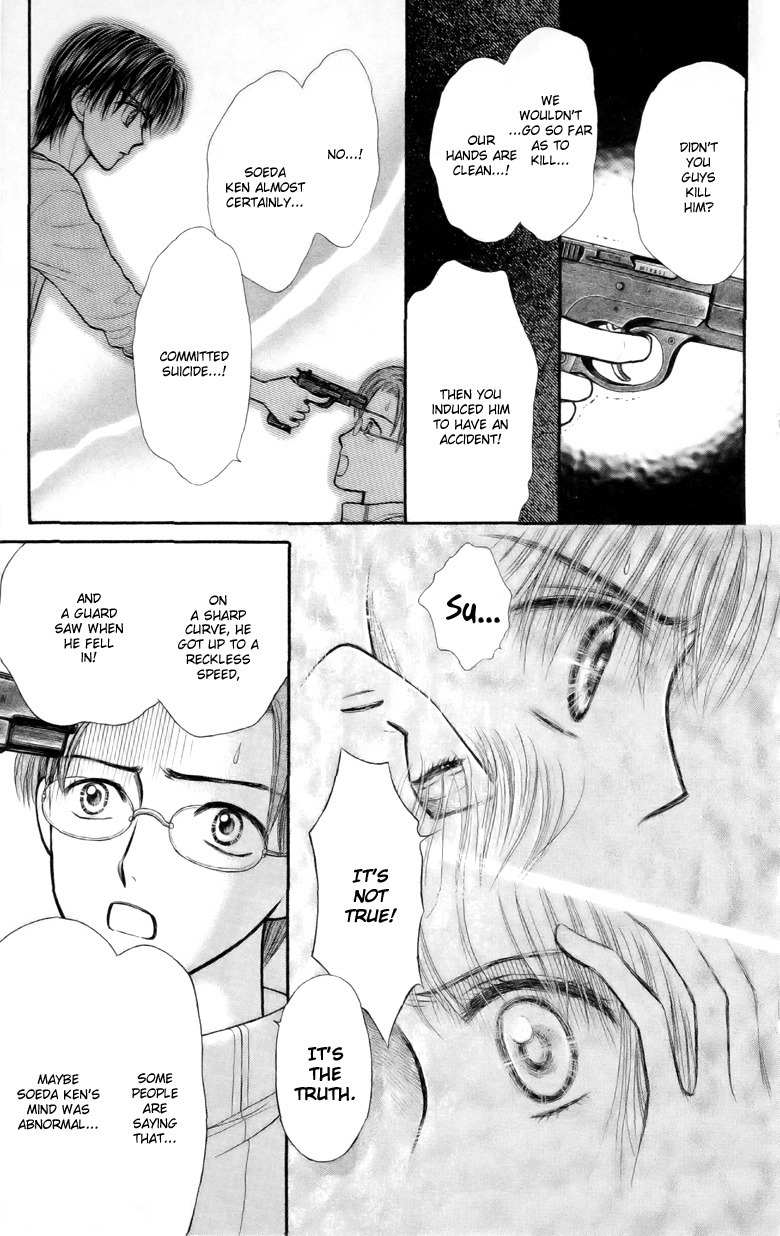 DIDN'T
YOU
GUYS
KILL
HIM?
WE
WOULDN'T
...GO SO FAR
AS TO
KILL...
OUR
HANDS ARE
CLEAN...!
MIYAGI
THEN YOU
INDUCED HIM
TO HAVE AN
ACCIDENT!
NO...!
SOEDA
KEN ALMOST
CERTAINLY...
COMMITTED
SUICIDE...!
Su...
IT'S
NOT
TRUE!
IT'S
THE
TRUTH.
ON
A SHARP
CURVE, HE
GOT UP TO A
RECKLESS
SPEED,
AND
A GUARD
SAW WHEN
HE FELL
IN!
SOME
PEOPLE
ARE
SAYING
THAT...
MAYBE
SOEDA KEN'S
MIND WAS
ABNORMAL...